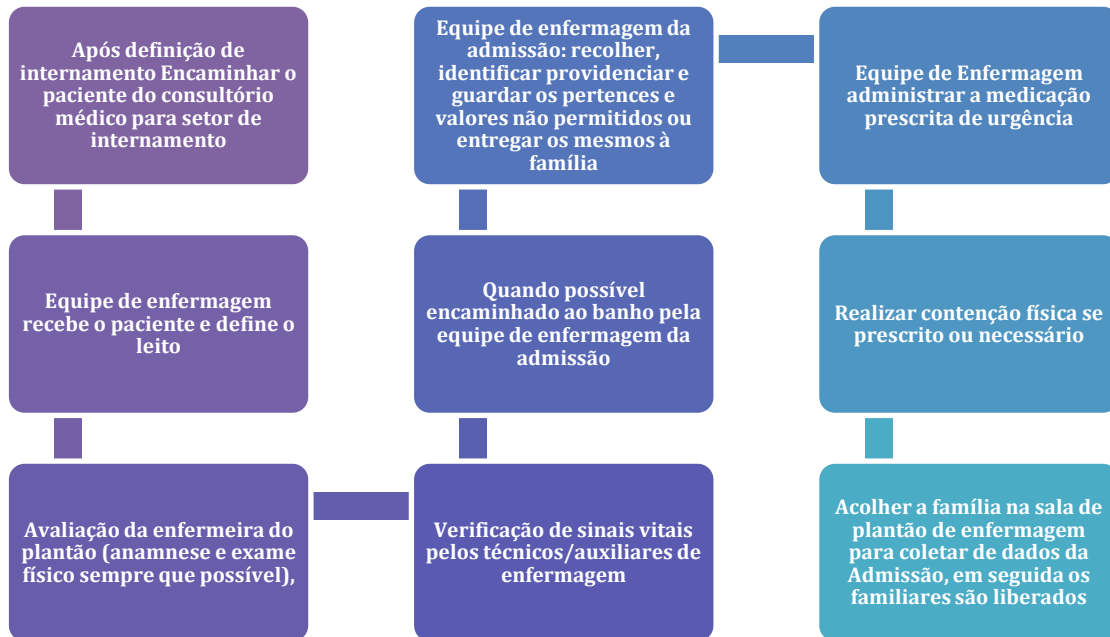 Após definição de
internamento Encaminhar o
paciente do consultório
médico para setor de
internamento
Equipe de enfermagem
recebe o paciente e define o
leito
Avaliação da enfermeira do
plantão (anamnese e exame
físico sempre que possível),
Verificação de sinais vitais
pelos técnicos/auxiliares de
enfermagem
Quando possível
encaminhado ao banho pela
equipe de enfermagem da
admissão
Equipe de enfermagem da
admissão: recolher,
identificar providenciar e
guardar os pertences e
valores não permitidos ou
entregar os mesmos à
família
Equipe de Enfermagem
administrar a medicação
prescrita de urgência
Realizar contenção física se
prescrito ou necessário
Acolher a família na sala de
plantão de enfermagem
para coletar de dados da
Admissão, em seguida os
familiares são liberados